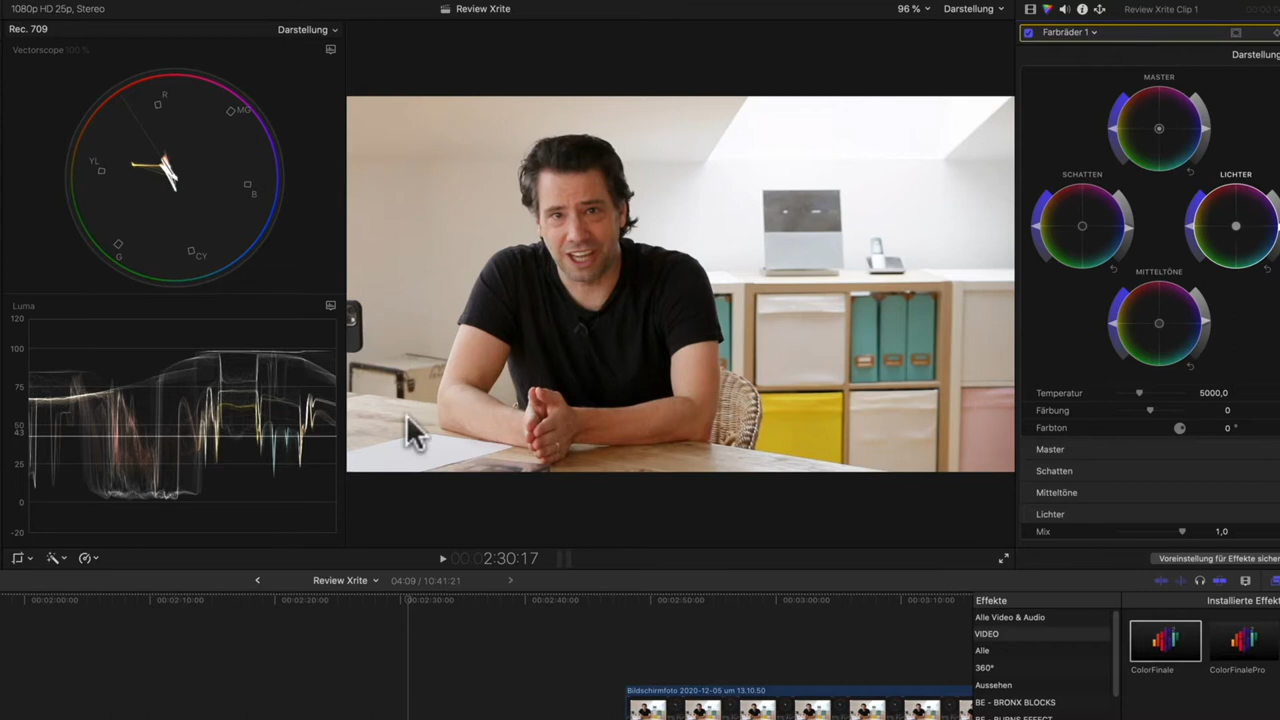 1080p HD 25p, Stereo
Review Xrite
96 %
Darstellung
Review Xrite Clip 1
Rec. 709
Darstellung
Farbräder 1
Vectorscope 100 %
Darstellung
R
MG
YL
B
G
CY
MASTER
SCHATTEN
LICHTER
MITTELTÖNE
Luma
120
100
75
50
43
25
0
-20
Temperatur 5000,0
Färbung 0
Farbton 0 °
Master
Schatten
Mitteltöne
Lichter
Mix 1,0
2:30:17
Voreinstellung für Effekte sicher
Review Xrite
04:09 / 10:41:21
00:02:00:00
00:02:10:00
00:02:20:00
00:02:30:00
00:02:40:00
00:02:50:00
00:03:00:00
00:03:10:00
Effekte
Installierte Effekt
Alle Video & Audio
VIDEO
Alle
360°
Aussehen
BE - BRONX BLOCKS
BE - BURNS EFFECT
ColorFinale
ColorFinalePro
Bildschirmfoto 2020-12-05 um 13.10.50